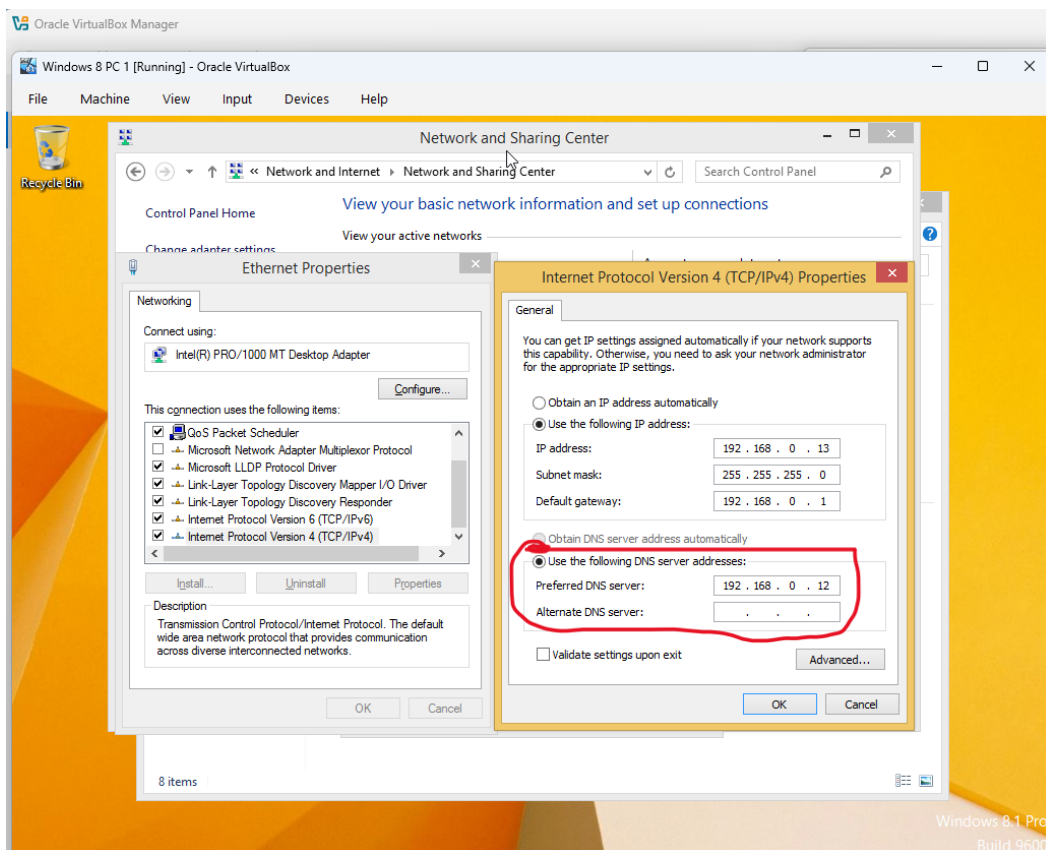 Oracle VirtualBox Manager
Windows 8 PC 1 [Running] - Oracle VirtualBox
File Machine View Input Devices Help
Recycle Bin
Network and Sharing Center
« Network and Internet Network and Sharing Center
Search Control Panel
Control Panel Home
Change adapter settings
View your basic network information and set up connections
View your active networks
Ethernet Properties
Networking
Connect using:
Intel(R) PRO/1000 MT Desktop Adapter
Configure...
This connection uses the following items:
QoS Packet Scheduler
Microsoft Network Adapter Multiplexor Protocol
Microsoft LLDP Protocol Driver
Link-Layer Topology Discovery Mapper I/O Driver
Link-Layer Topology Discovery Responder
Internet Protocol Version 6 (TCP/IPv6)
Internet Protocol Version 4 (TCP/IPv4)
Install... Uninstall Properties
Description
Transmission Control Protocol/Internet Protocol. The default
wide area network protocol that provides communication
across diverse interconnected networks.
OK Cancel
Internet Protocol Version 4 (TCP/IPv4) Properties
General
You can get IP settings assigned automatically if your network supports
this capability. Otherwise, you need to ask your network administrator
for the appropriate IP settings.
Obtain an IP address automatically
Use the following IP address:
IP address: 192 . 168 . 0 . 13
Subnet mask: 255 . 255 . 255 . 0
Default gateway: 192 . 168 . 0 . 1
Obtain DNS server address automatically
Use the following DNS server addresses:
Preferred DNS server: 192 . 168 . 0 . 12
Alternate DNS server: . . .
Validate settings upon exit
Advanced...
OK Cancel
8 items
Windows 8.1 Pro
Build 9600